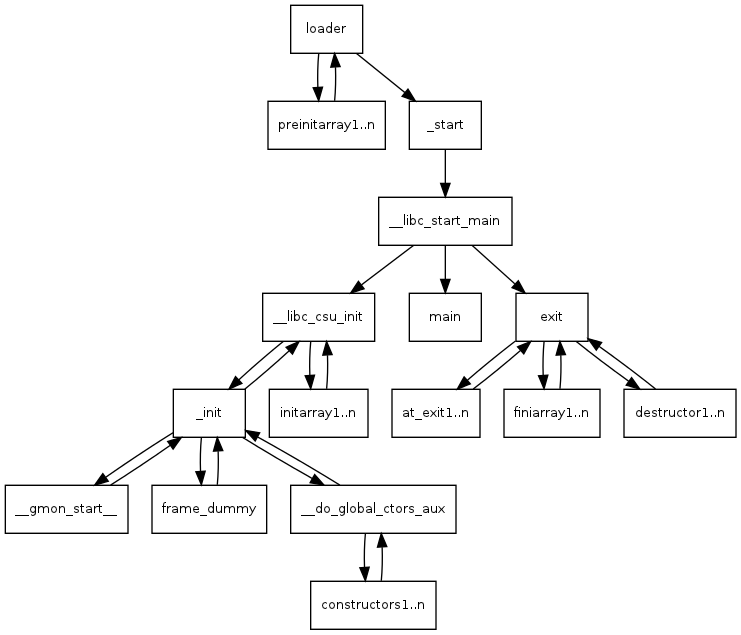 loader
preinitarray1..n
_start
__libc_start_main
__libc_csu_init
main
exit
_init
initarray1..n
at_exit1..n
finiarray1..n
destructor1..n
__gmon_start__
frame_dummy
__do_global_ctors_aux
constructors1..n